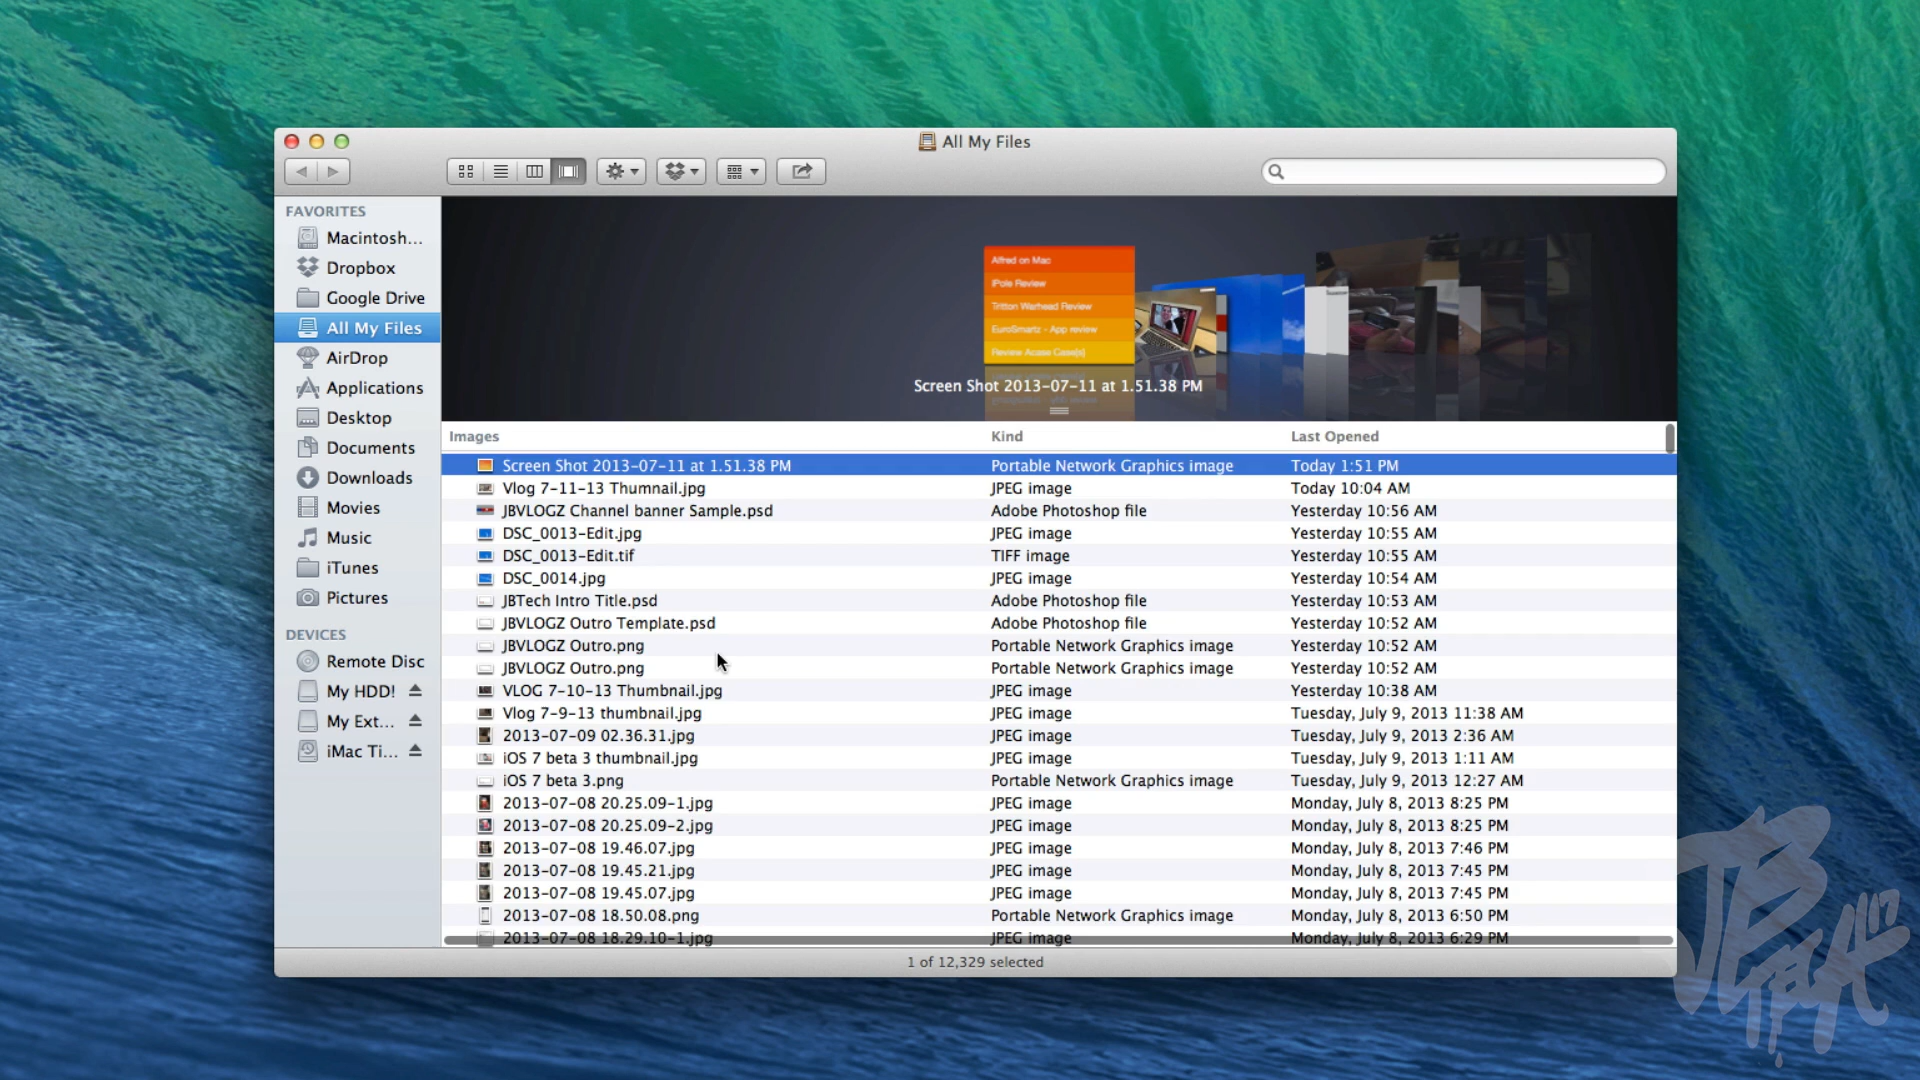 All My Files
FAVORITES
Macintosh...
Dropbox
Google Drive
All My Files
AirDrop
Applications
Desktop
Documents
Downloads
Movies
Music
iTunes
Pictures
DEVICES
Remote Disc
My HDD!
My Ext...
iMac Ti...
Alfred on Mac
iPole Review
Tritton Warhead Review
EuroSmartz - App review
Review Acase Case(s)
Screen Shot 2013-07-11 at 1.51.38 PM
Images Kind Last Opened
Screen Shot 2013-07-11 at 1.51.38 PM Portable Network Graphics image Today 1:51 PM
Vlog 7-11-13 Thumnail.jpg JPEG image Today 10:04 AM
JBVLOGZ Channel banner Sample.psd Adobe Photoshop file Yesterday 10:56 AM
DSC_0013-Edit.jpg JPEG image Yesterday 10:55 AM
DSC_0013-Edit.tif TIFF image Yesterday 10:55 AM
DSC_0014.jpg JPEG image Yesterday 10:54 AM
JBTech Intro Title.psd Adobe Photoshop file Yesterday 10:53 AM
JBVLOGZ Outro Template.psd Adobe Photoshop file Yesterday 10:52 AM
JBVLOGZ Outro.png Portable Network Graphics image Yesterday 10:52 AM
JBVLOGZ Outro.png Portable Network Graphics image Yesterday 10:52 AM
VLOG 7-10-13 Thumbnail.jpg JPEG image Yesterday 10:38 AM
Vlog 7-9-13 thumbnail.jpg JPEG image Tuesday, July 9, 2013 11:38 AM
2013-07-09 02.36.31.jpg JPEG image Tuesday, July 9, 2013 2:36 AM
iOS 7 beta 3 thumbnail.jpg JPEG image Tuesday, July 9, 2013 1:11 AM
iOS 7 beta 3.png Portable Network Graphics image Tuesday, July 9, 2013 12:27 AM
2013-07-08 20.25.09-1.jpg JPEG image Monday, July 8, 2013 8:25 PM
2013-07-08 20.25.09-2.jpg JPEG image Monday, July 8, 2013 8:25 PM
2013-07-08 19.46.07.jpg JPEG image Monday, July 8, 2013 7:46 PM
2013-07-08 19.45.21.jpg JPEG image Monday, July 8, 2013 7:45 PM
2013-07-08 19.45.07.jpg JPEG image Monday, July 8, 2013 7:45 PM
2013-07-08 18.50.08.png Portable Network Graphics image Monday, July 8, 2013 6:50 PM
2013-07-08 18.29.10-1.jpg JPEG image Monday, July 8, 2013 6:29 PM
1 of 12,329 selected